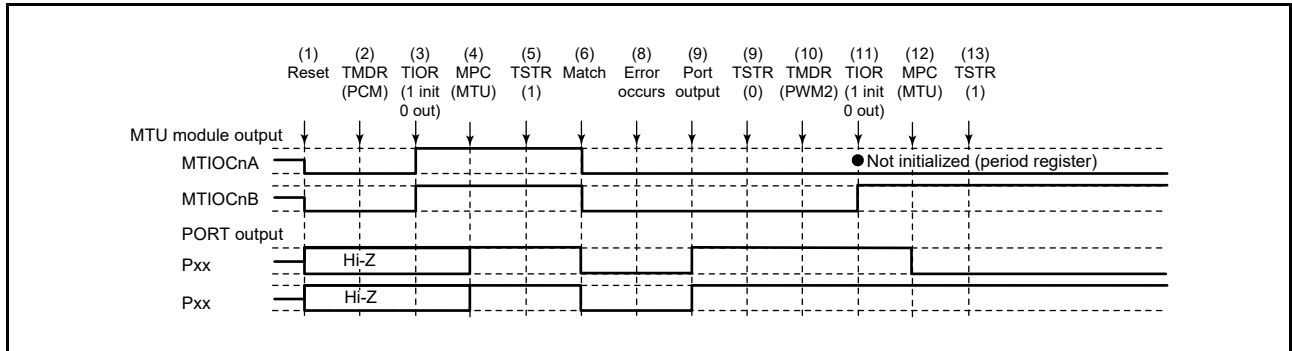 (1) (2) (3) (4) (5) (6) (8) (9) (9) (10) (11) (12) (13)
Reset TMDR TIOR MPC TSTR Match Error Port TSTR TMDR TIOR MPC TSTR
(PCM) (1 init (MTU) (1) occurs output (0) (PWM2) (1 init (MTU) (1)
0 out) 0 out)
MTU module output
MTIOCnA Not initialized (period register)
MTIOCnB
PORT output
Pxx Hi-Z
Pxx Hi-Z